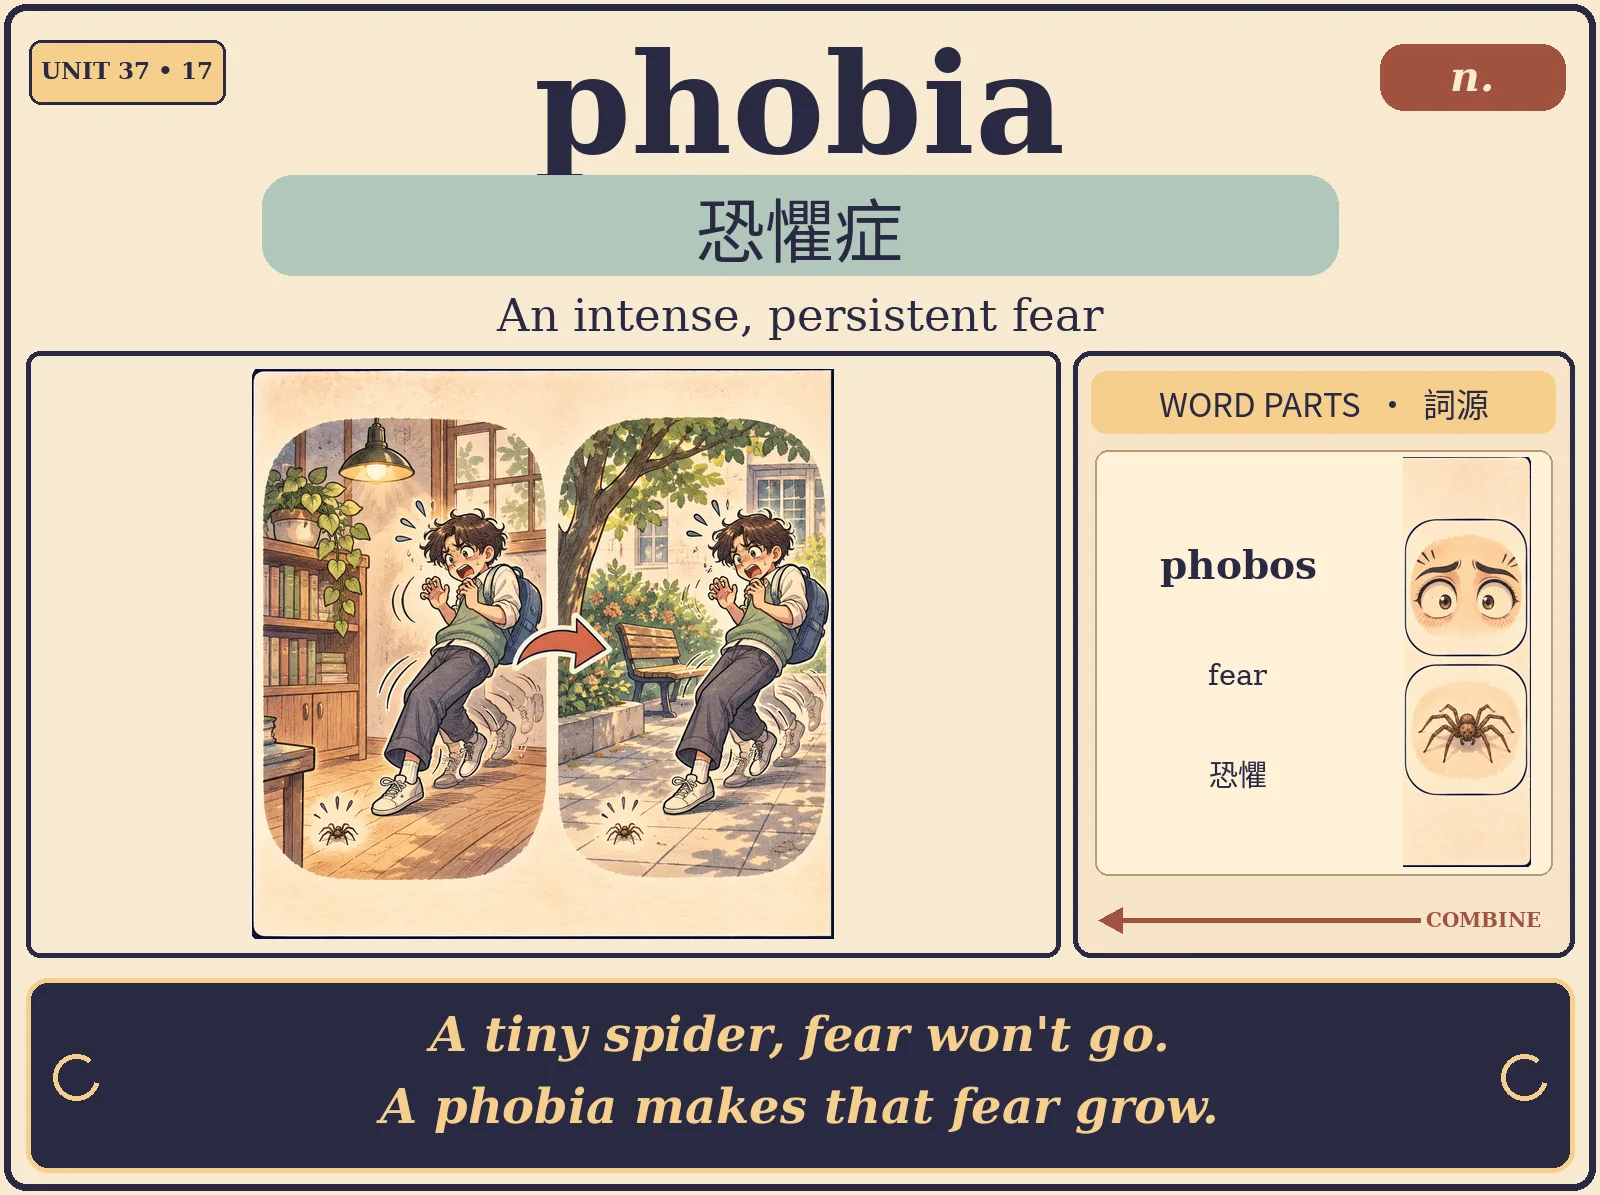 UNIT 37 • 17
phobia
n.
恐懼症
An intense, persistent fear
WORD PARTS • 詞源
phobos
fear
恐懼
COMBINE
A tiny spider, fear won't go.
A phobia makes that fear grow.